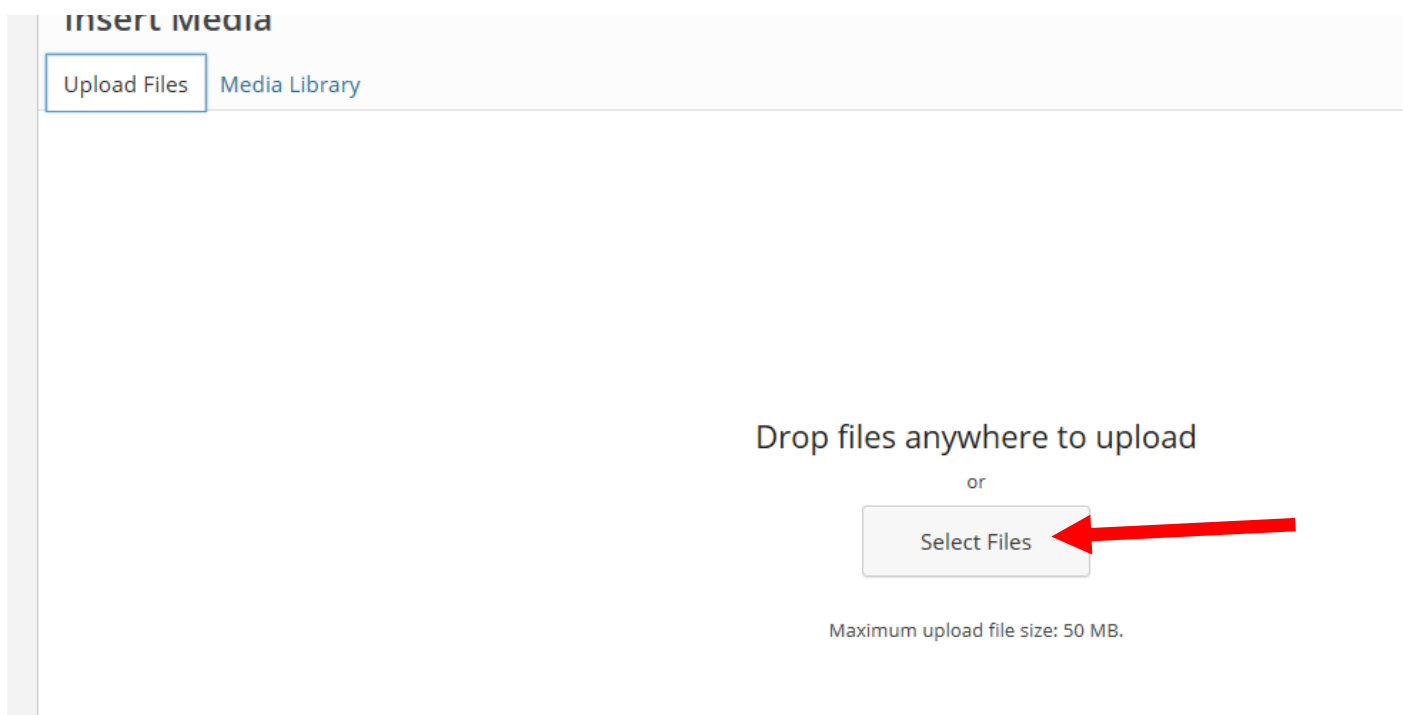 Insert Media
Upload Files Media Library
Drop files anywhere to upload
or
Select Files
Maximum upload file size: 50 MB.